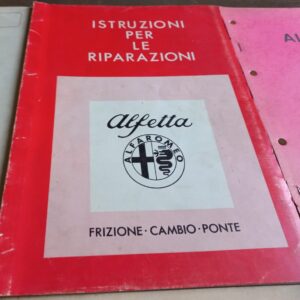 ISTRUZIONI
PER
LE
RIPARAZIONI
Alfetta
ALFA ROMEO
FRIZIONE · CAMBIO · PONTE